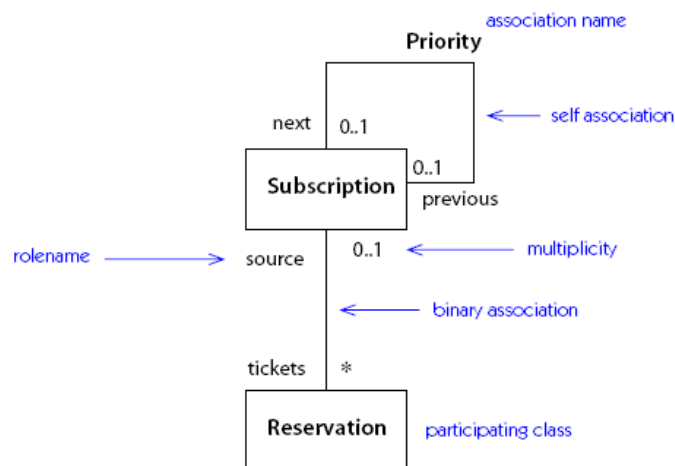 association name
Priority
self association
next
0..1
0..1
Subscription
previous
rolename
source
0..1
multiplicity
binary association
tickets
*
Reservation
participating class